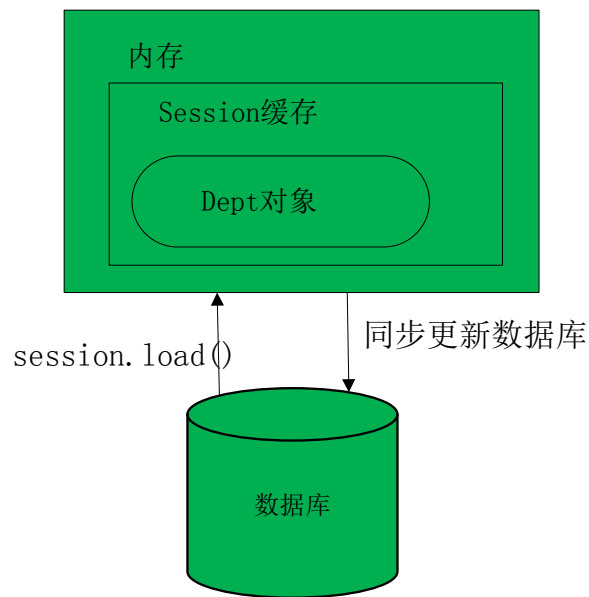 内存
Session缓存
Dept对象
同步更新数据库
session.load()
数据库